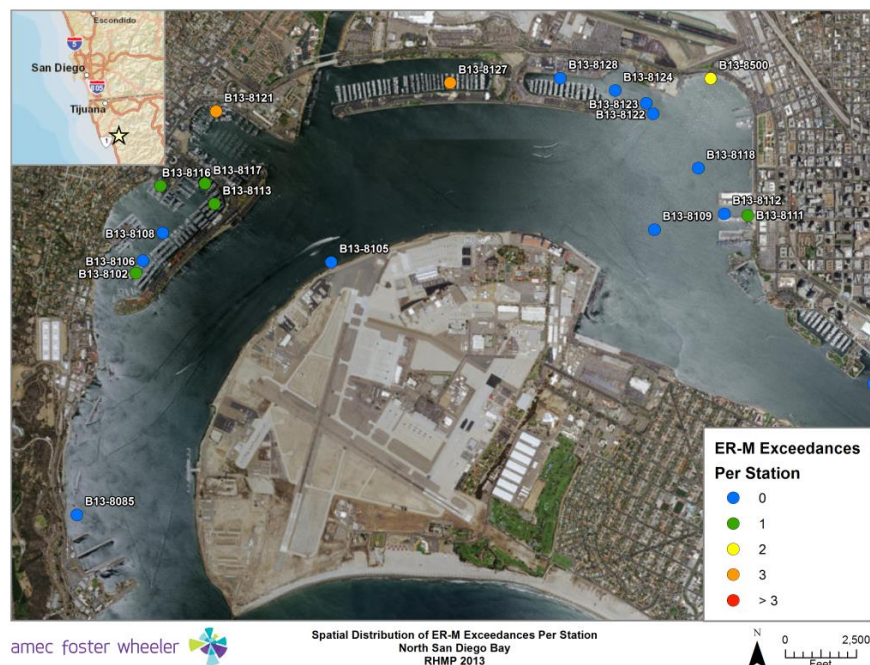 Escondido
5
San Diego
805
Tijuana
1
B13-8121
B13-8127
B13-8128
B13-8124
B13-8500
B13-8123
B13-8122
B13-8116
B13-8117
B13-8113
B13-8118
B13-8112
B13-8111
B13-8109
B13-8108
B13-8106
B13-8102
B13-8105
B13-8085
ER-M Exceedances
Per Station
0
1
2
3
> 3
amec foster wheeler
Spatial Distribution of ER-M Exceedances Per Station
North San Diego Bay
RHMP 2013
N
0 2,500
Feet